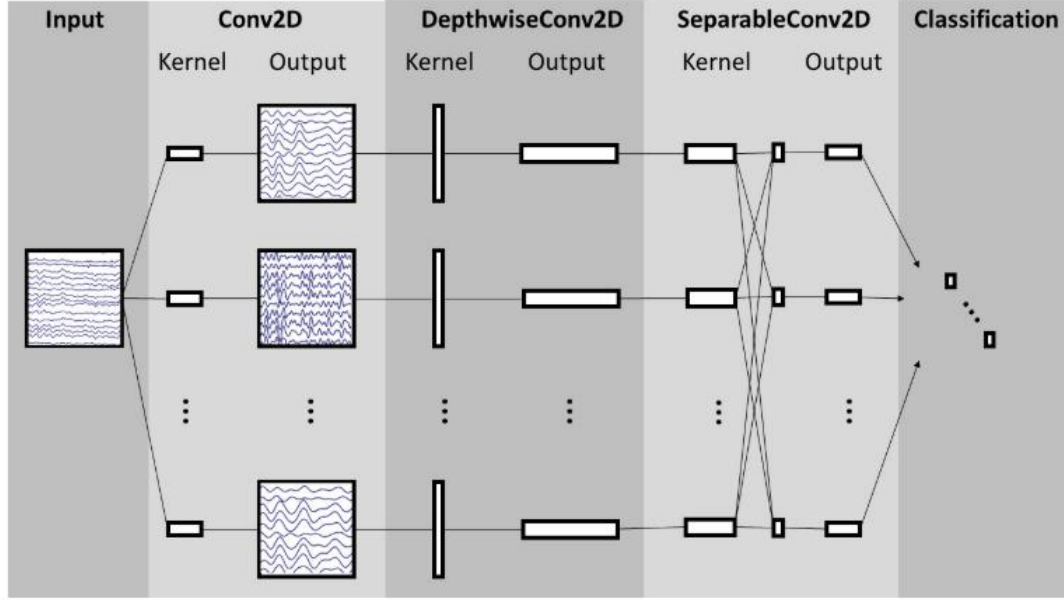 Input Conv2D DepthwiseConv2D SeparableConv2D Classification
Kernel Output Kernel Output Kernel Output